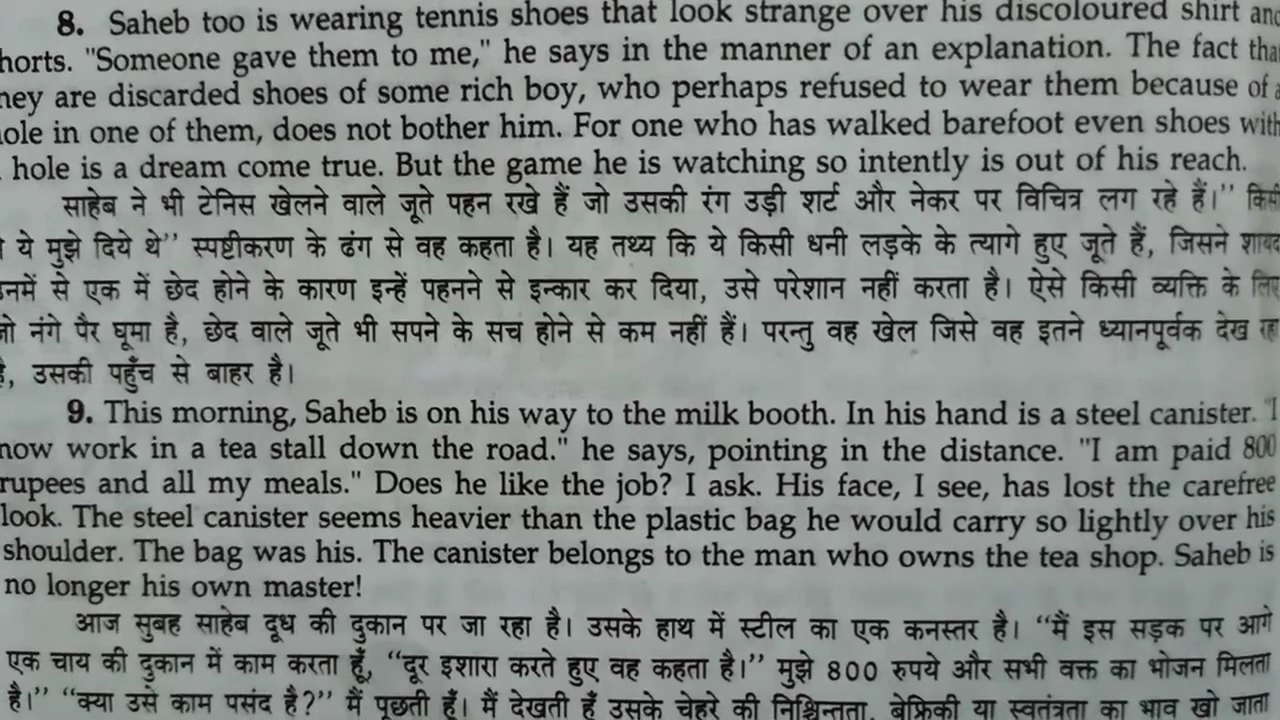 8. Saheb too is wearing tennis shoes that look strange over his discoloured shirt and
horts. "Someone gave them to me," he says in the manner of an explanation. The fact tha
hey are discarded shoes of some rich boy, who perhaps refused to wear them because of a
ole in one of them, does not bother him. For one who has walked barefoot even shoes with
hole is a dream come true. But the game he is watching so intently is out of his reach.
साहेब ने भी टेनिस खेलने वाले जूते पहन रखे हैं जो उसकी रंग उड़ी शर्ट और नेकर पर विचित्र लग रहे हैं।" किसी
ये मुझे दिये थे" स्पष्टीकरण के ढंग से वह कहता है। यह तथ्य कि ये किसी धनी लड़के के त्यागे हुए जूते हैं, जिसने शायद
उनमें से एक में छेद होने के कारण इन्हें पहनने से इन्कार कर दिया, उसे परेशान नहीं करता है। ऐसे किसी व्यक्ति के लिए
जो नंगे पैर घूमा है, छेद वाले जूते भी सपने के सच होने से कम नहीं हैं। परन्तु वह खेल जिसे वह इतने ध्यानपूर्वक देख रहा
है, उसकी पहुँच से बाहर है।
9. This morning, Saheb is on his way to the milk booth. In his hand is a steel canister. "I
now work in a tea stall down the road." he says, pointing in the distance. "I am paid 800
rupees and all my meals." Does he like the job? I ask. His face, I see, has lost the carefree
look. The steel canister seems heavier than the plastic bag he would carry so lightly over his
shoulder. The bag was his. The canister belongs to the man who owns the tea shop. Saheb is
no longer his own master!
आज सुबह साहेब दूध की दुकान पर जा रहा है। उसके हाथ में स्टील का एक कनस्तर है। "मैं इस सड़क पर आगे
एक चाय की दुकान में काम करता हूँ, "दूर इशारा करते हुए वह कहता है।" मुझे 800 रुपये और सभी वक्त का भोजन मिलता
है।" "क्या उसे काम पसंद है?" मैं पूछती हूँ। मैं देखती हूँ उसके चेहरे की निश्चिन्तता, बेफ्रिकी या स्वतंत्रता का भाव खो जाता